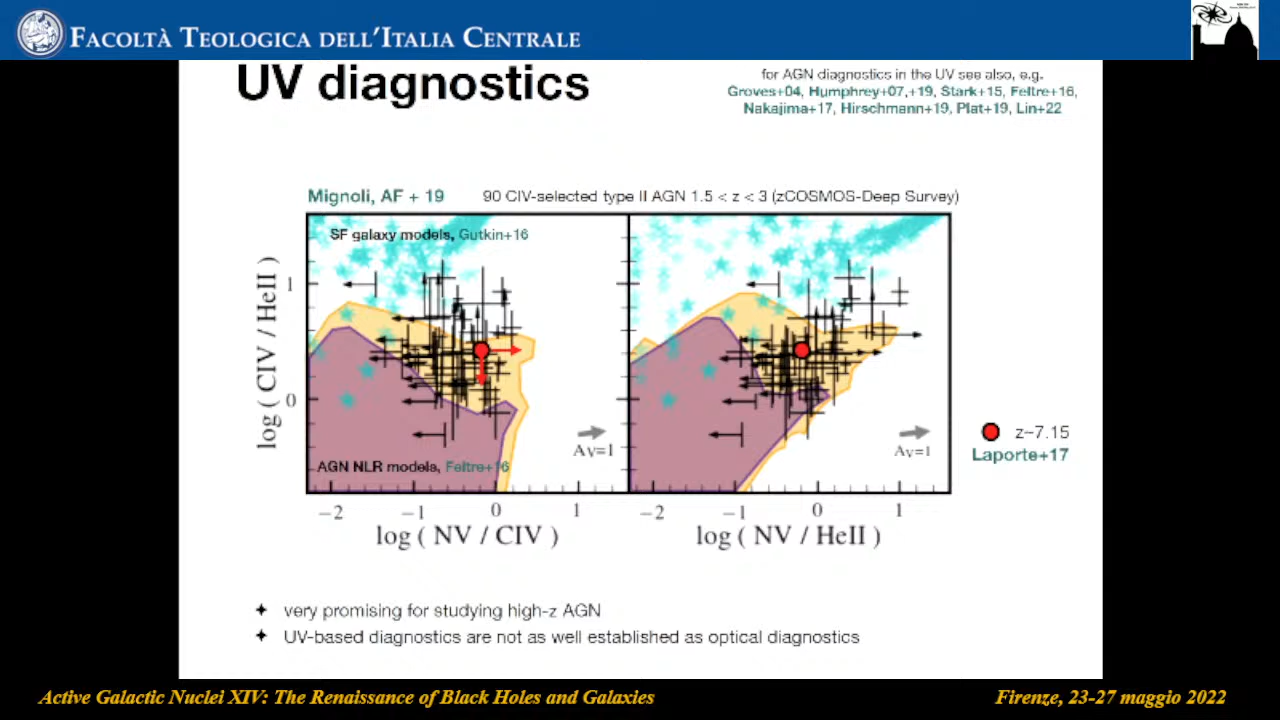 FACOLTÀ TEOLOGICA DELL'ITALIA CENTRALE
UV diagnostics
for AGN diagnostics in the UV see also, e.g.
Groves+04, Humphrey+07,+19, Stark+15, Feltre+16,
Nakajima+17, Hirschmann+19, Plat+19, Lin+22
Mignoli, AF + 19 90 CIV-selected type II AGN 1.5 < z < 3 (zCOSMOS-Deep Survey)
SF galaxy models, Gutkin+16
log ( CIV / HeII )
1
0
AV=1
AV=1
AGN NLR models, Feltre+16
z~7.15
Laporte+17
−2 −1 0 1
−2 −1 0 1
log ( NV / CIV )
log ( NV / HeII )
✦ very promising for studying high-z AGN
✦ UV-based diagnostics are not as well established as optical diagnostics
Active Galactic Nuclei XIV: The Renaissance of Black Holes and Galaxies
Firenze, 23-27 maggio 2022